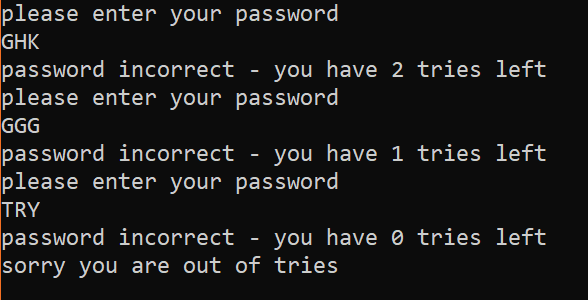 please enter your password
GHK
password incorrect - you have 2 tries left
please enter your password
GGG
password incorrect - you have 1 tries left
please enter your password
TRY
password incorrect - you have 0 tries left
sorry you are out of tries